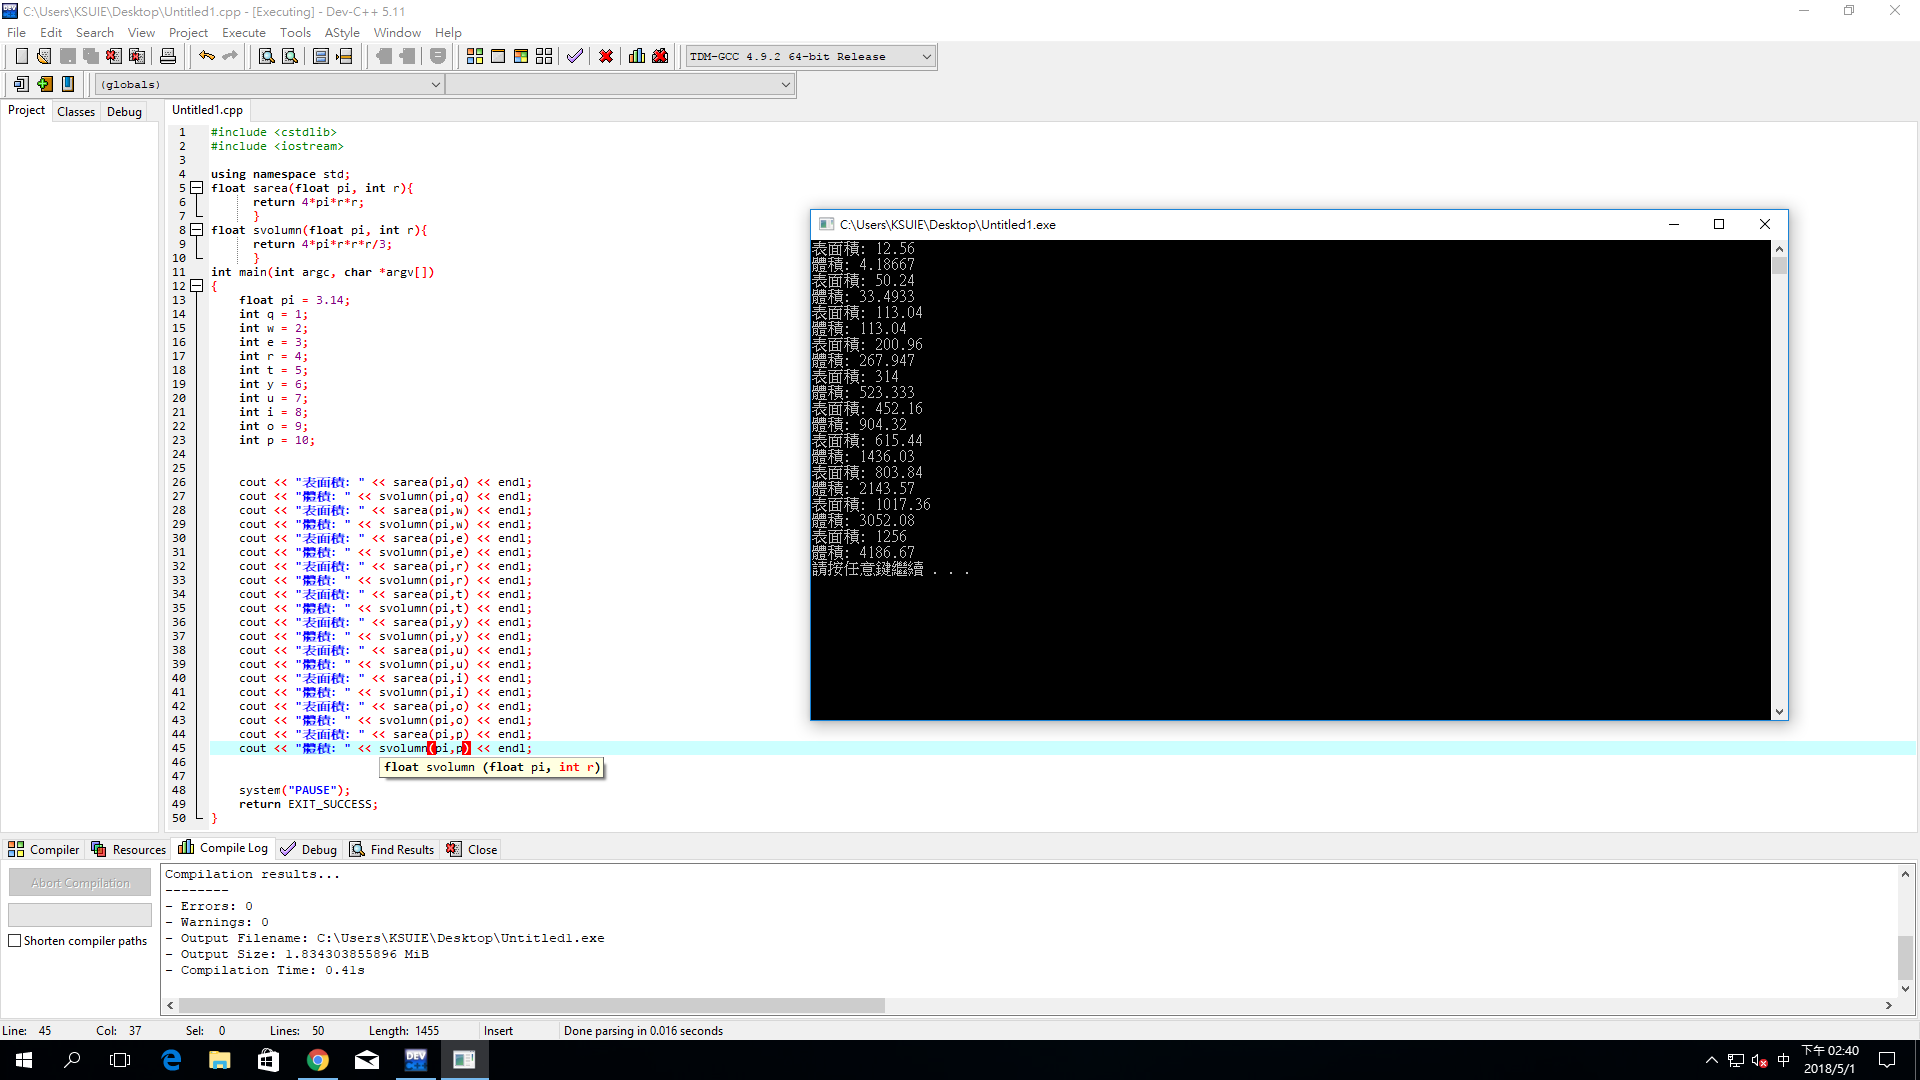 C:\Users\KSUIE\Desktop\Untitled1.cpp - [Executing] - Dev-C++ 5.11
File Edit Search View Project Execute Tools AStyle Window Help
TDM-GCC 4.9.2 64-bit Release
(globals)
Project Classes Debug
Untitled1.cpp
1 #include <cstdlib>
2 #include <iostream>
3
4 using namespace std;
5 float sarea(float pi, int r){
6 return 4*pi*r*r;
7 }
8 float svolumn(float pi, int r){
9 return 4*pi*r*r*r/3;
10 }
11 int main(int argc, char *argv[])
12 {
13 float pi = 3.14;
14 int q = 1;
15 int w = 2;
16 int e = 3;
17 int r = 4;
18 int t = 5;
19 int y = 6;
20 int u = 7;
21 int i = 8;
22 int o = 9;
23 int p = 10;
24
25
26 cout << "表面積: " << sarea(pi,q) << endl;
27 cout << "體積: " << svolumn(pi,q) << endl;
28 cout << "表面積: " << sarea(pi,w) << endl;
29 cout << "體積: " << svolumn(pi,w) << endl;
30 cout << "表面積: " << sarea(pi,e) << endl;
31 cout << "體積: " << svolumn(pi,e) << endl;
32 cout << "表面積: " << sarea(pi,r) << endl;
33 cout << "體積: " << svolumn(pi,r) << endl;
34 cout << "表面積: " << sarea(pi,t) << endl;
35 cout << "體積: " << svolumn(pi,t) << endl;
36 cout << "表面積: " << sarea(pi,y) << endl;
37 cout << "體積: " << svolumn(pi,y) << endl;
38 cout << "表面積: " << sarea(pi,u) << endl;
39 cout << "體積: " << svolumn(pi,u) << endl;
40 cout << "表面積: " << sarea(pi,i) << endl;
41 cout << "體積: " << svolumn(pi,i) << endl;
42 cout << "表面積: " << sarea(pi,o) << endl;
43 cout << "體積: " << svolumn(pi,o) << endl;
44 cout << "表面積: " << sarea(pi,p) << endl;
45 cout << "體積: " << svolumn(pi,p) << endl;
46
float svolumn (float pi, int r)
47
48 system("PAUSE");
49 return EXIT_SUCCESS;
50 }
C:\Users\KSUIE\Desktop\Untitled1.exe
表面積: 12.56
體積: 4.18667
表面積: 50.24
體積: 33.4933
表面積: 113.04
體積: 113.04
表面積: 200.96
體積: 267.947
表面積: 314
體積: 523.333
表面積: 452.16
體積: 904.32
表面積: 615.44
體積: 1436.03
表面積: 803.84
體積: 2143.57
表面積: 1017.36
體積: 3052.08
表面積: 1256
體積: 4186.67
請按任意鍵繼續 . . .
Compiler Resources Compile Log Debug Find Results Close
Abort Compilation
Shorten compiler paths
Compilation results...
--------
- Errors: 0
- Warnings: 0
- Output Filename: C:\Users\KSUIE\Desktop\Untitled1.exe
- Output Size: 1.834303855896 MiB
- Compilation Time: 0.41s
Line: 45 Col: 37 Sel: 0 Lines: 50 Length: 1455 Insert Done parsing in 0.016 seconds
DEV
中
下午 02:40
2018/5/1